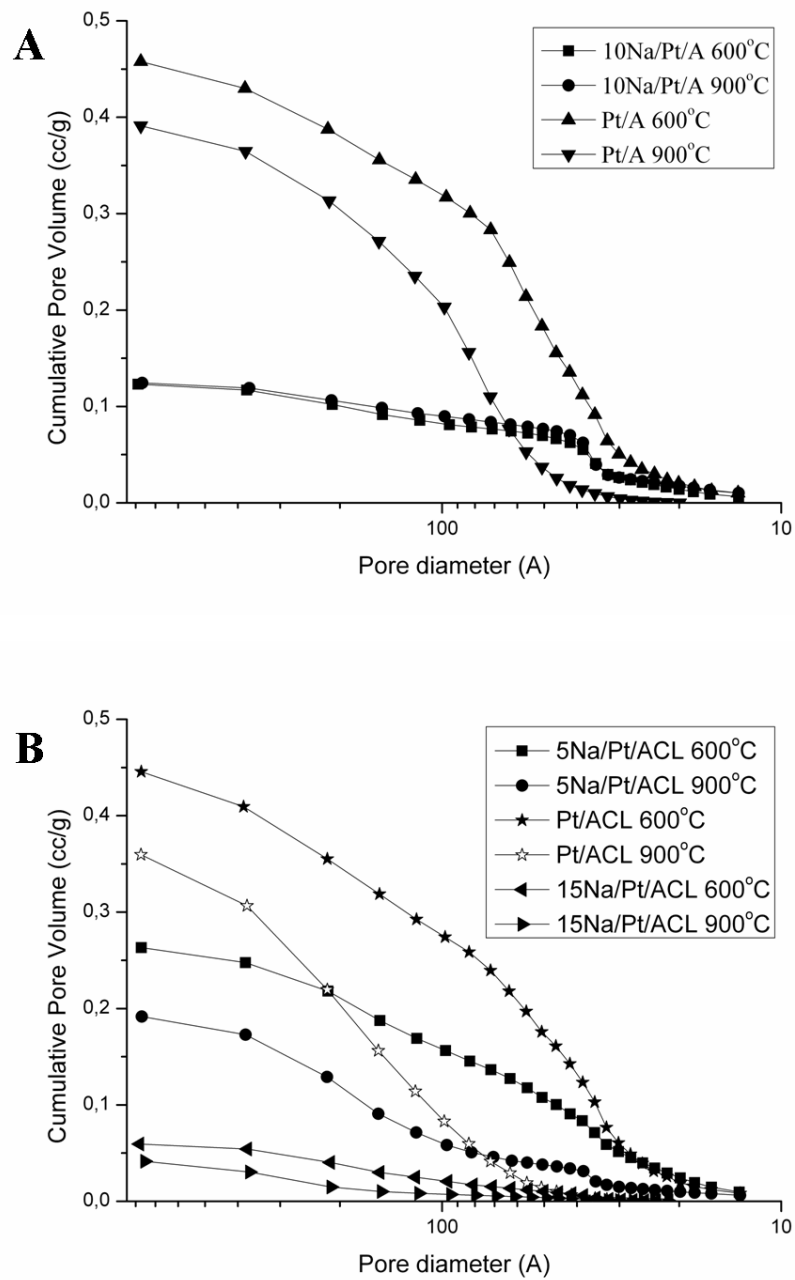 A
0,5
0,4
0,3
0,2
0,1
0,0
Cumulative Pore Volume (cc/g)
10Na/Pt/A 600°C
10Na/Pt/A 900°C
Pt/A 600°C
Pt/A 900°C
100
10
Pore diameter (A)
B
0,5
0,4
0,3
0,2
0,1
0,0
Cumulative Pore Volume (cc/g)
5Na/Pt/ACL 600°C
5Na/Pt/ACL 900°C
Pt/ACL 600°C
Pt/ACL 900°C
15Na/Pt/ACL 600°C
15Na/Pt/ACL 900°C
100
10
Pore diameter (A)